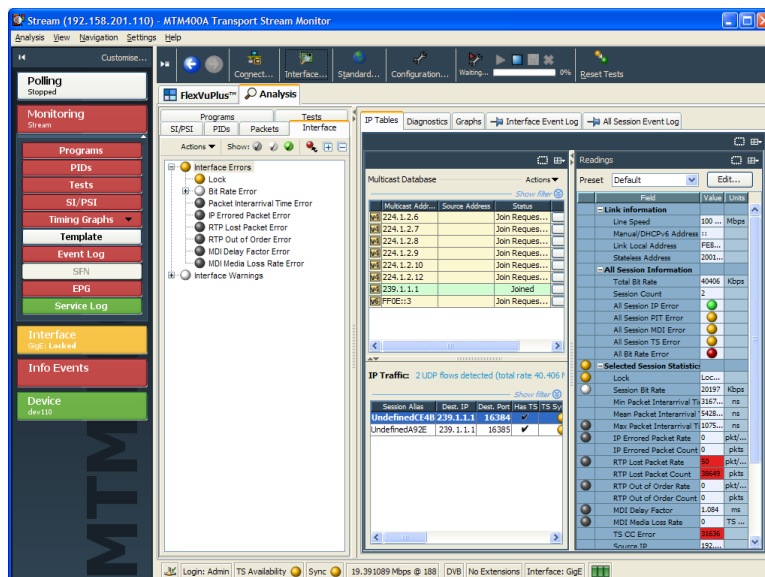 Stream (192.158.201.110) - MTM400A Transport Stream Monitor
Analysis View Navigation Settings Help
Customise...
Polling
Stopped
Monitoring
Stream
Programs
PIDs
Tests
SI/PSI
Timing Graphs
Template
Event Log
SFN
EPG
Service Log
Interface
GigE: Locked
Info Events
Device
dev110
MTM
Connect...
Interface...
Standard...
Configuration...
Waiting...
0%
Reset Tests
FlexVuPlus™ Analysis
Programs Tests
SI/PSI PIDs Packets Interface
Actions Show:
Interface Errors
Lock
Bit Rate Error
Packet Interarrival Time Error
IP Errored Packet Error
RTP Lost Packet Error
RTP Out of Order Error
MDI Delay Factor Error
MDI Media Loss Rate Error
Interface Warnings
IP Tables Diagnostics Graphs Interface Event Log All Session Event Log
Multicast Database Actions
Show filter
Multicast Addr... Source Address Status
224.1.2.6 Join Reques...
224.1.2.7 Join Reques...
224.1.2.8 Join Reques...
224.1.2.9 Join Reques...
224.1.2.10 Join Reques...
224.1.2.12 Join Reques...
239.1.1.1 Joined
FF0E::3 Join Reques...
IP Traffic: 2 UDP flows detected (total rate 40.406 M
Show filter
Session Alias Dest. IP Dest. Port Has TS TS Sy
UndefinedCE4B 239.1.1.1 16384
UndefinedA92E 239.1.1.1 16385
Readings
Preset Default Edit...
Field Value Units
Link information
Line Speed 100 ... Mbps
Manual/DHCPv6 Address ::
Link Local Address FE8...
Stateless Address 2001...
All Session Information
Total Bit Rate 40406 Kbps
Session Count 2
All Session IP Error
All Session PIT Error
All Session MDI Error
All Session TS Error
All Bit Rate Error
Selected Session Statistics
Lock Loc...
Session Bit Rate 20197 Kbps
Min Packet Interarrival Ti 3167... ns
Mean Packet Interarrival 5428... ns
Max Packet Interarrival Ti 1075... ns
IP Errored Packet Rate 0 pkt/...
IP Errored Packet Count 0 pkts
RTP Lost Packet Rate 50 pkt/...
RTP Lost Packet Count 38649 pkts
RTP Out of Order Rate 0 pkt/...
RTP Out of Order Count 0 pkts
MDI Delay Factor 1.084 ms
MDI Media Loss Rate 0 TS ...
TS CC Error 31636
Source IP 192....
Login: Admin TS Availability Sync 19.391089 Mbps @ 188 DVB No Extensions Interface: GigE